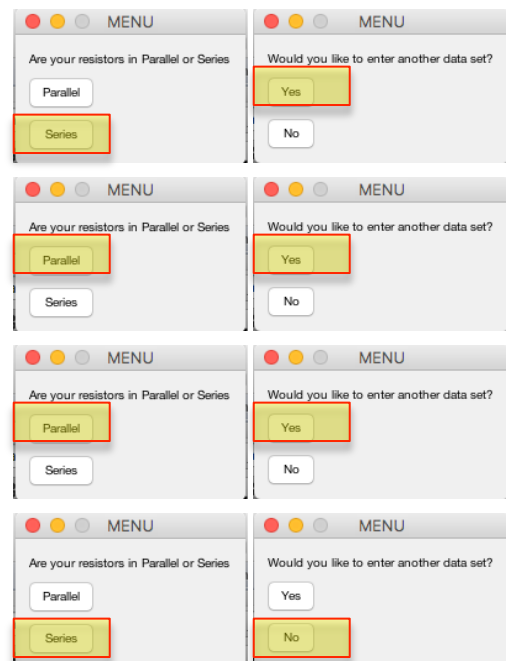 MENU
Are your resistors in Parallel or Series
Parallel
Series
MENU
Would you like to enter another data set?
Yes
No
MENU
Are your resistors in Parallel or Series
Parallel
Series
MENU
Would you like to enter another data set?
Yes
No
MENU
Are your resistors in Parallel or Series
Parallel
Series
MENU
Would you like to enter another data set?
Yes
No
MENU
Are your resistors in Parallel or Series
Parallel
Series
MENU
Would you like to enter another data set?
Yes
No